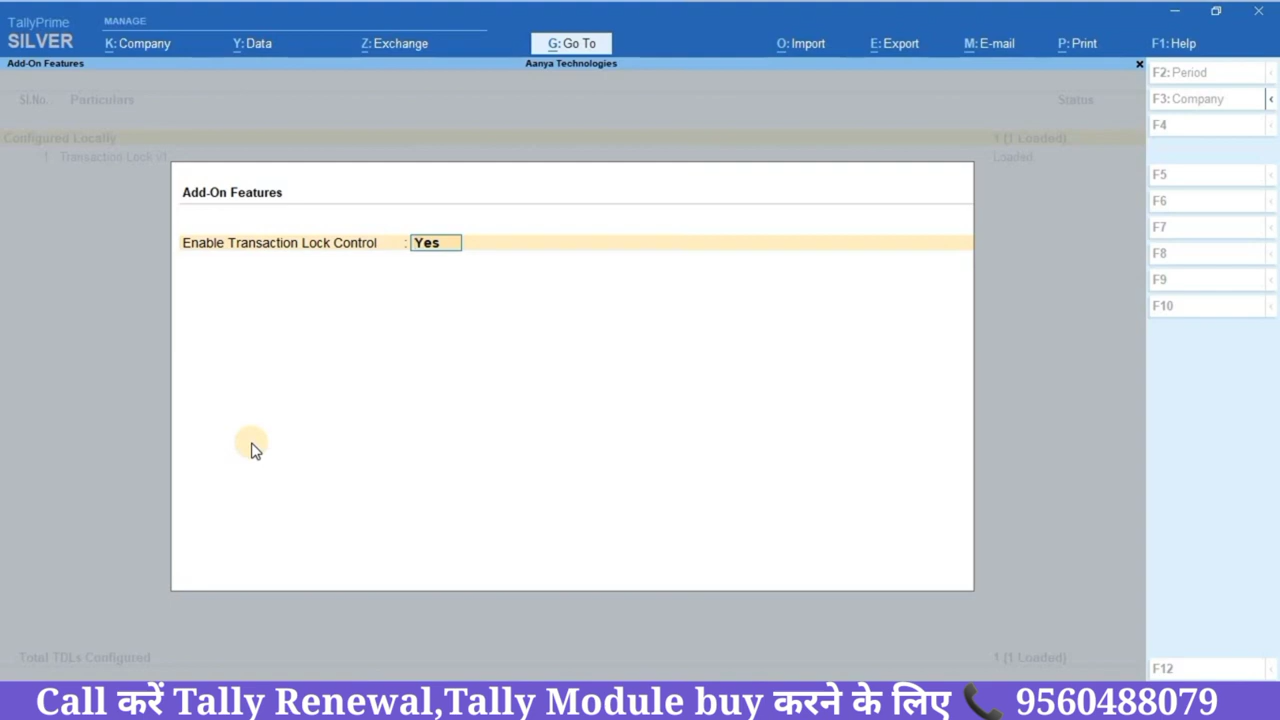 TallyPrime
SILVER
MANAGE
K: Company
Y: Data
Z: Exchange
G: Go To
O: Import
E: Export
M: E-mail
P: Print
F1: Help
Add-On Features
Aanya Technologies
F2: Period
F3: Company
F4
F5
F6
F7
F8
F9
F10
F12
SI.No. Particulars Status
Configured Locally 1 (1 Loaded)
1 Transaction Lock v1 Loaded
Add-On Features
Enable Transaction Lock Control : Yes
Total TDLs Configured 1 (1 Loaded)
Call करें Tally Renewal,Tally Module buy करने के लिए 📞 9560488079